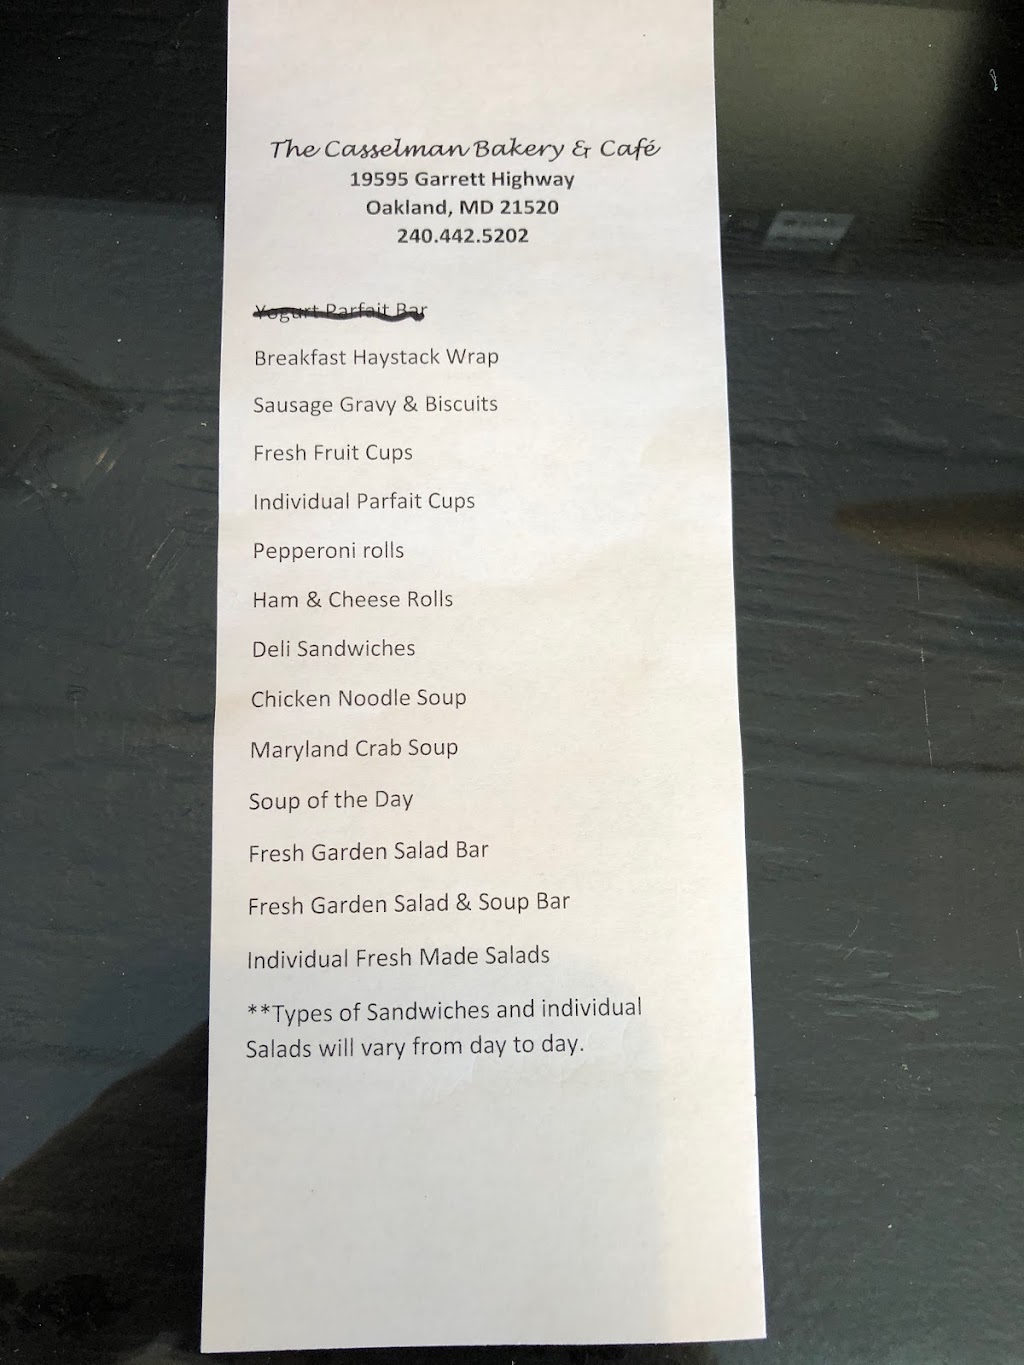 The Casselman Bakery & Café
19595 Garrett Highway
Oakland, MD 21520
240.442.5202
Yogurt Parfait Bar
Breakfast Haystack Wrap
Sausage Gravy & Biscuits
Fresh Fruit Cups
Individual Parfait Cups
Pepperoni rolls
Ham & Cheese Rolls
Deli Sandwiches
Chicken Noodle Soup
Maryland Crab Soup
Soup of the Day
Fresh Garden Salad Bar
Fresh Garden Salad & Soup Bar
Individual Fresh Made Salads
**Types of Sandwiches and individual
Salads will vary from day to day.